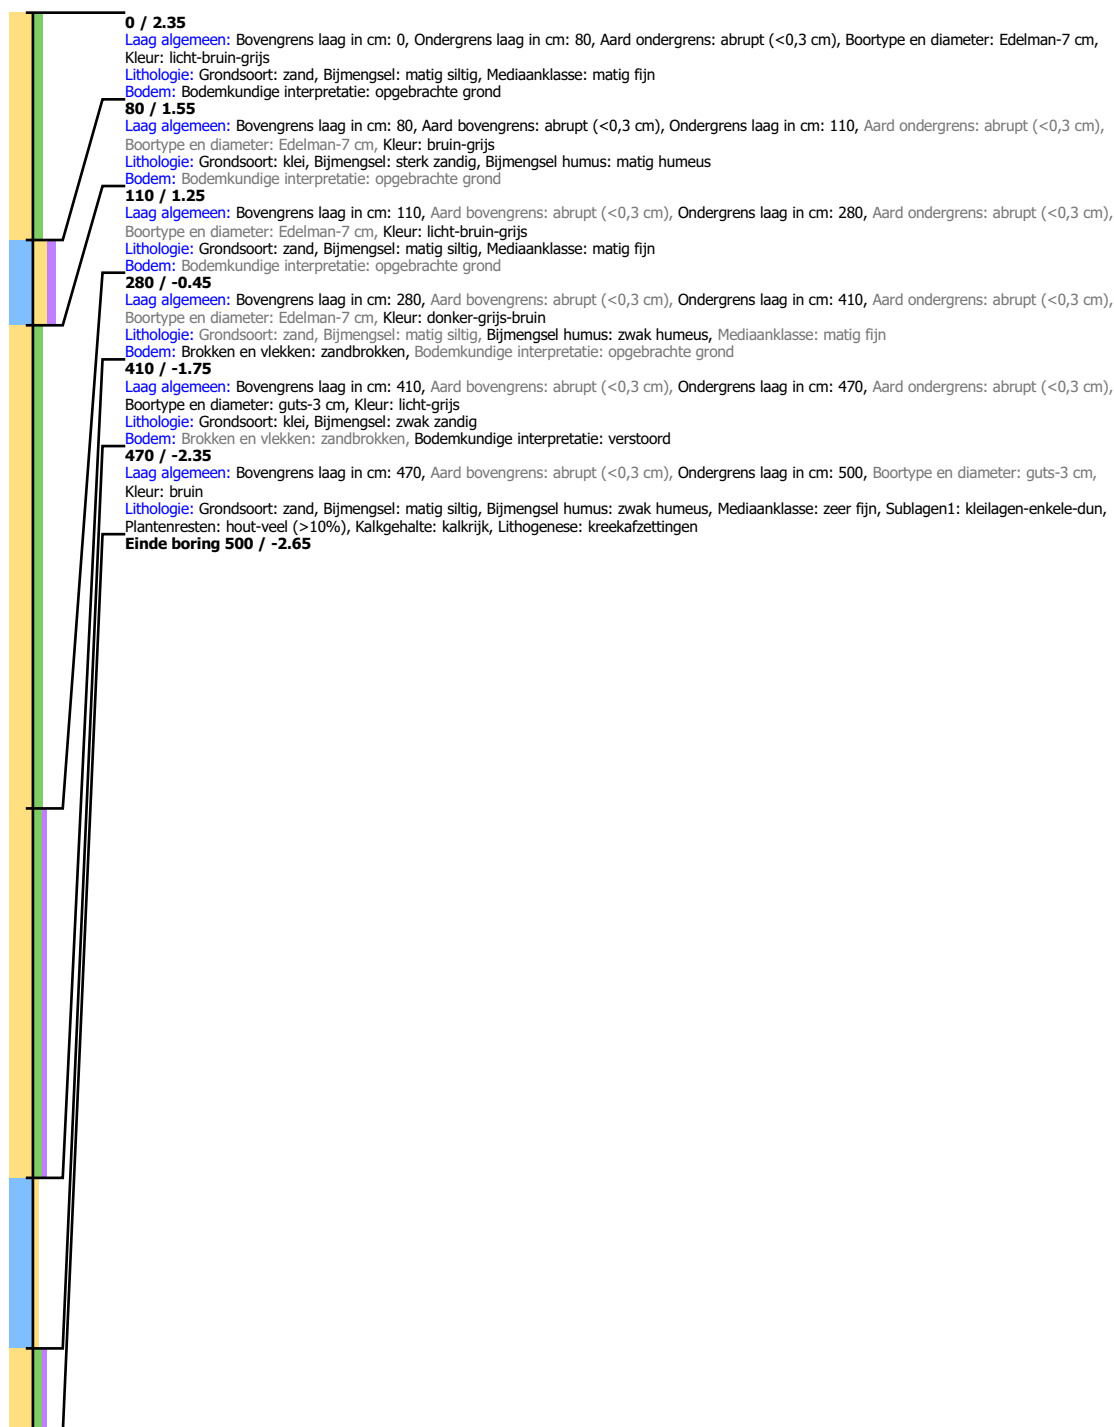 0 / 2.35
Laag algemeen: Bovengrens laag in cm: 0, Ondergrens laag in cm: 80, Aard ondergrens: abrupt (<0,3 cm), Boortype en diameter: Edelman-7 cm,
Kleur: licht-bruin-grijs
Lithologie: Grondsoort: zand, Bijmengsel: matig siltig, Mediaanklasse: matig fijn
Bodem: Bodemkundige interpretatie: opgebrachte grond
80 / 1.55
Laag algemeen: Bovengrens laag in cm: 80, Aard bovengrens: abrupt (<0,3 cm), Ondergrens laag in cm: 110, Aard ondergrens: abrupt (<0,3 cm),
Boortype en diameter: Edelman-7 cm, Kleur: bruin-grijs
Lithologie: Grondsoort: klei, Bijmengsel: sterk zandig, Bijmengsel humus: matig humeus
Bodem: Bodemkundige interpretatie: opgebrachte grond
110 / 1.25
Laag algemeen: Bovengrens laag in cm: 110, Aard bovengrens: abrupt (<0,3 cm), Ondergrens laag in cm: 280, Aard ondergrens: abrupt (<0,3 cm),
Boortype en diameter: Edelman-7 cm, Kleur: licht-bruin-grijs
Lithologie: Grondsoort: zand, Bijmengsel: matig siltig, Mediaanklasse: matig fijn
Bodem: Bodemkundige interpretatie: opgebrachte grond
280 / -0.45
Laag algemeen: Bovengrens laag in cm: 280, Aard bovengrens: abrupt (<0,3 cm), Ondergrens laag in cm: 410, Aard ondergrens: abrupt (<0,3 cm),
Boortype en diameter: Edelman-7 cm, Kleur: donker-grijs-bruin
Lithologie: Grondsoort: zand, Bijmengsel: matig siltig, Bijmengsel humus: zwak humeus, Mediaanklasse: matig fijn
Bodem: Brokken en vlekken: zandbrokken, Bodemkundige interpretatie: opgebrachte grond
410 / -1.75
Laag algemeen: Bovengrens laag in cm: 410, Aard bovengrens: abrupt (<0,3 cm), Ondergrens laag in cm: 470, Aard ondergrens: abrupt (<0,3 cm),
Boortype en diameter: guts-3 cm, Kleur: licht-grijs
Lithologie: Grondsoort: klei, Bijmengsel: zwak zandig
Bodem: Brokken en vlekken: zandbrokken, Bodemkundige interpretatie: verstoord
470 / -2.35
Laag algemeen: Bovengrens laag in cm: 470, Aard bovengrens: abrupt (<0,3 cm), Ondergrens laag in cm: 500, Boortype en diameter: guts-3 cm,
Kleur: bruin
Lithologie: Grondsoort: zand, Bijmengsel: matig siltig, Bijmengsel humus: zwak humeus, Mediaanklasse: zeer fijn, Sublagen1: kleilagen-enkele-dun,
Plantenresten: hout-veel (>10%), Kalkgehalte: kalkrijk, Lithogenese: kreekafzettingen
Einde boring 500 / -2.65